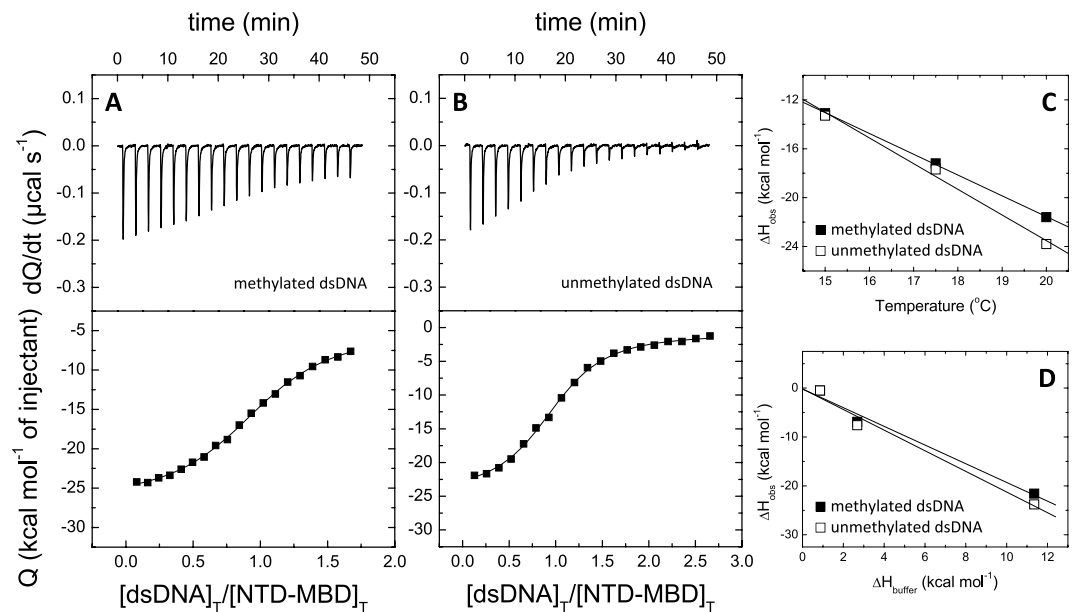 time (min)
time (min)
0 10 20 30 40 50
0 10 20 30 40 50
A
B
0.1
0.0
-0.1
-0.2
-0.3
0.1
0.0
-0.1
-0.2
-0.3
dQ/dt (μcal s⁻¹)
methylated dsDNA
unmethylated dsDNA
-5
-10
-15
-20
-25
-30
0
-5
-10
-15
-20
-25
-30
Q (kcal mol⁻¹ of injectant)
0.0 0.5 1.0 1.5 2.0
0.0 0.5 1.0 1.5 2.0 2.5 3.0
[dsDNA]T/[NTD-MBD]T
[dsDNA]T/[NTD-MBD]T
C
-12
-16
-20
-24
ΔHobs (kcal mol⁻¹)
methylated dsDNA
unmethylated dsDNA
15 16 17 18 19 20
Temperature (°C)
D
0
-10
-20
-30
ΔHobs (kcal mol⁻¹)
methylated dsDNA
unmethylated dsDNA
0 2 4 6 8 10 12
ΔHbuffer (kcal mol⁻¹)